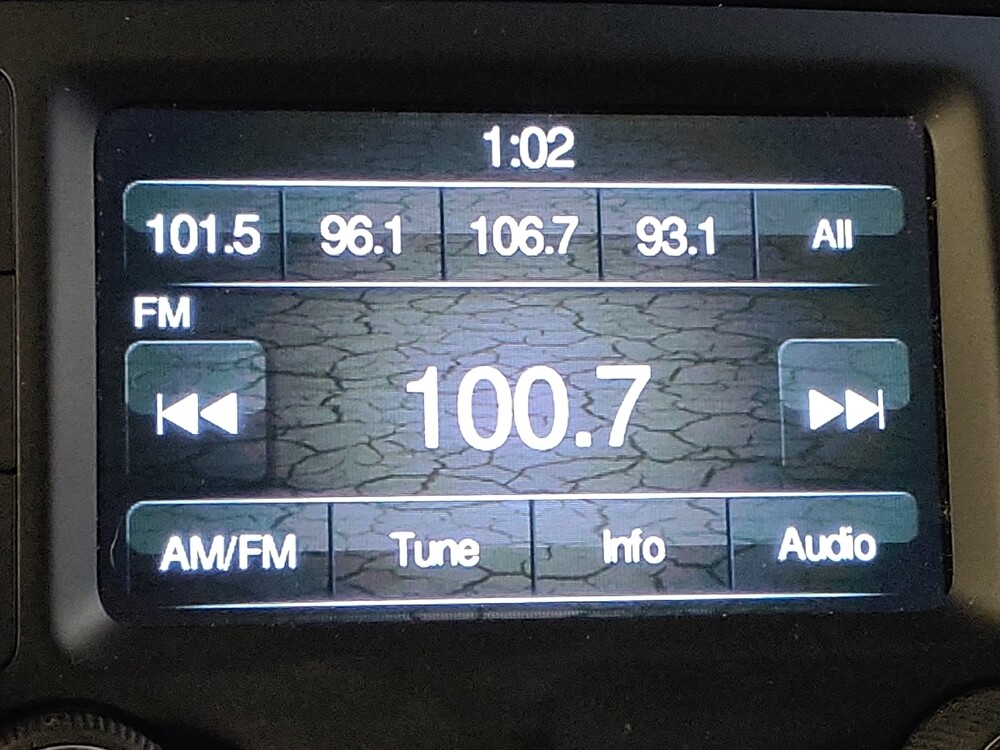 1:02
101.5 96.1 106.7 93.1 All
FM
100.7
AM/FM Tune Info Audio